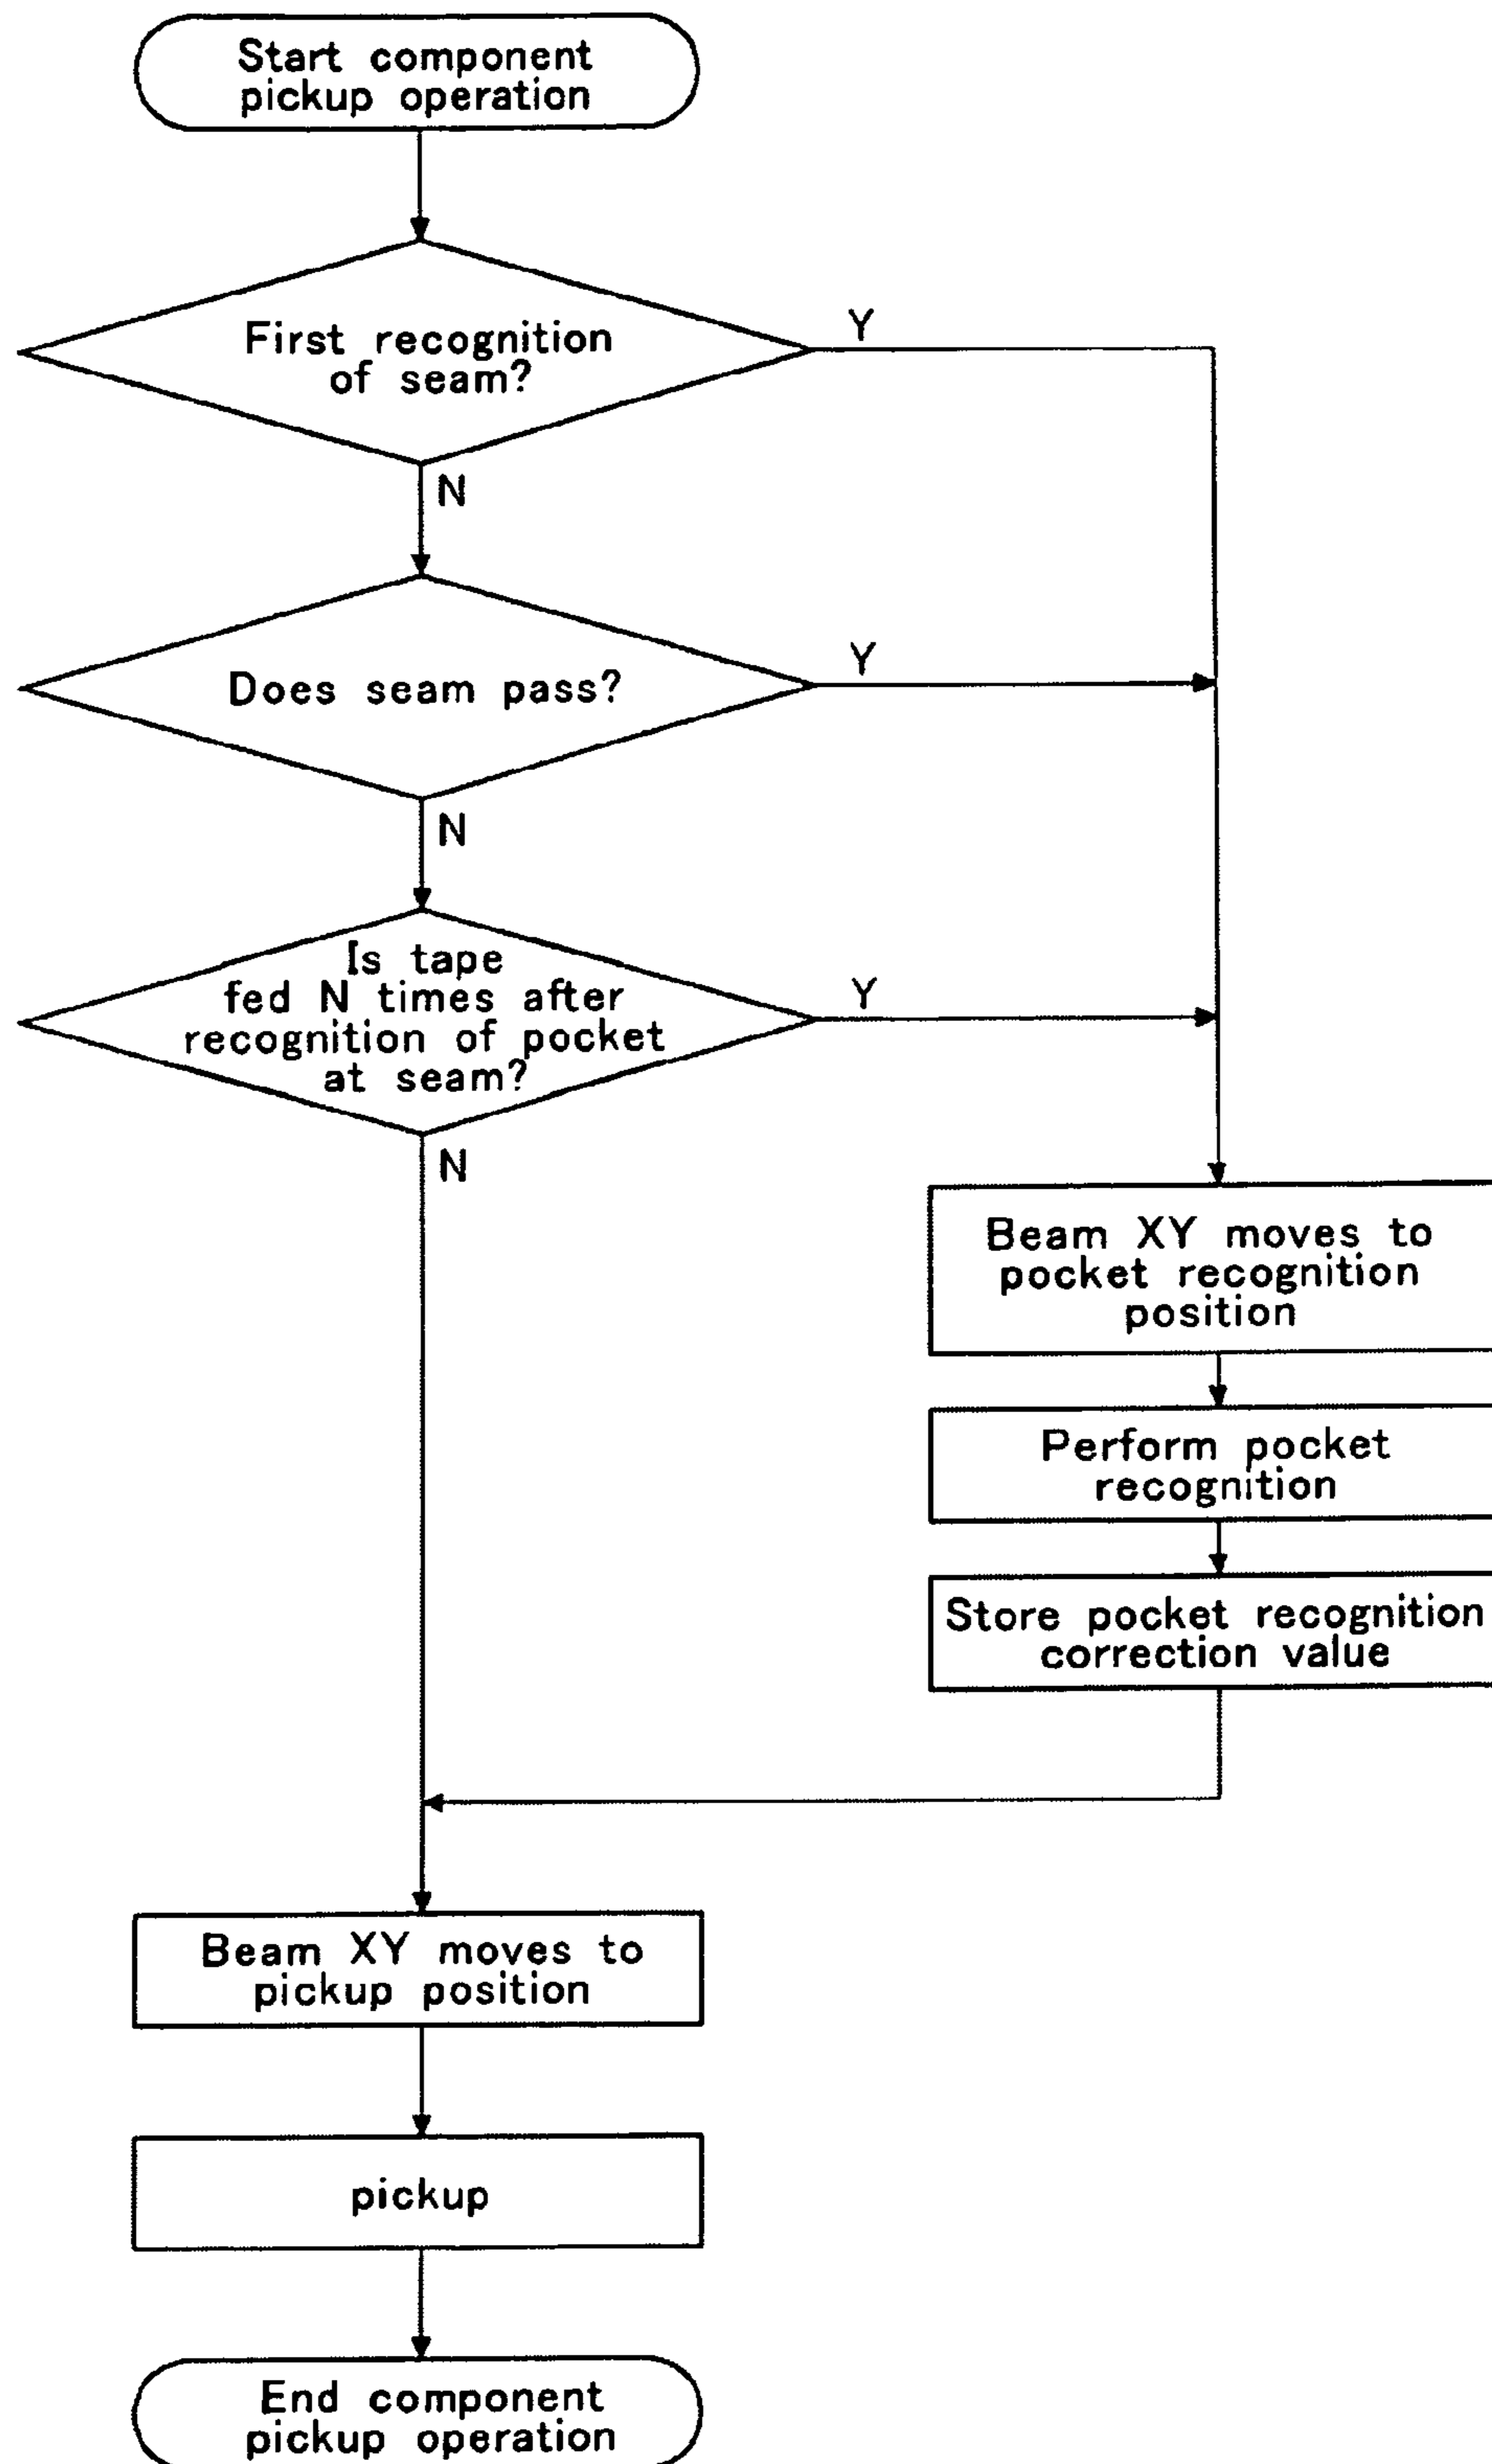 Start component
pickup operation
First recognition
of seam?
Y
N
Does seam pass?
Y
N
Is tape
fed N times after
recognition of pocket
at seam?
Y
N
Beam XY moves to
pocket recognition
position
Perform pocket
recognition
Store pocket recognition
correction value
Beam XY moves to
pickup position
pickup
End component
pickup operation